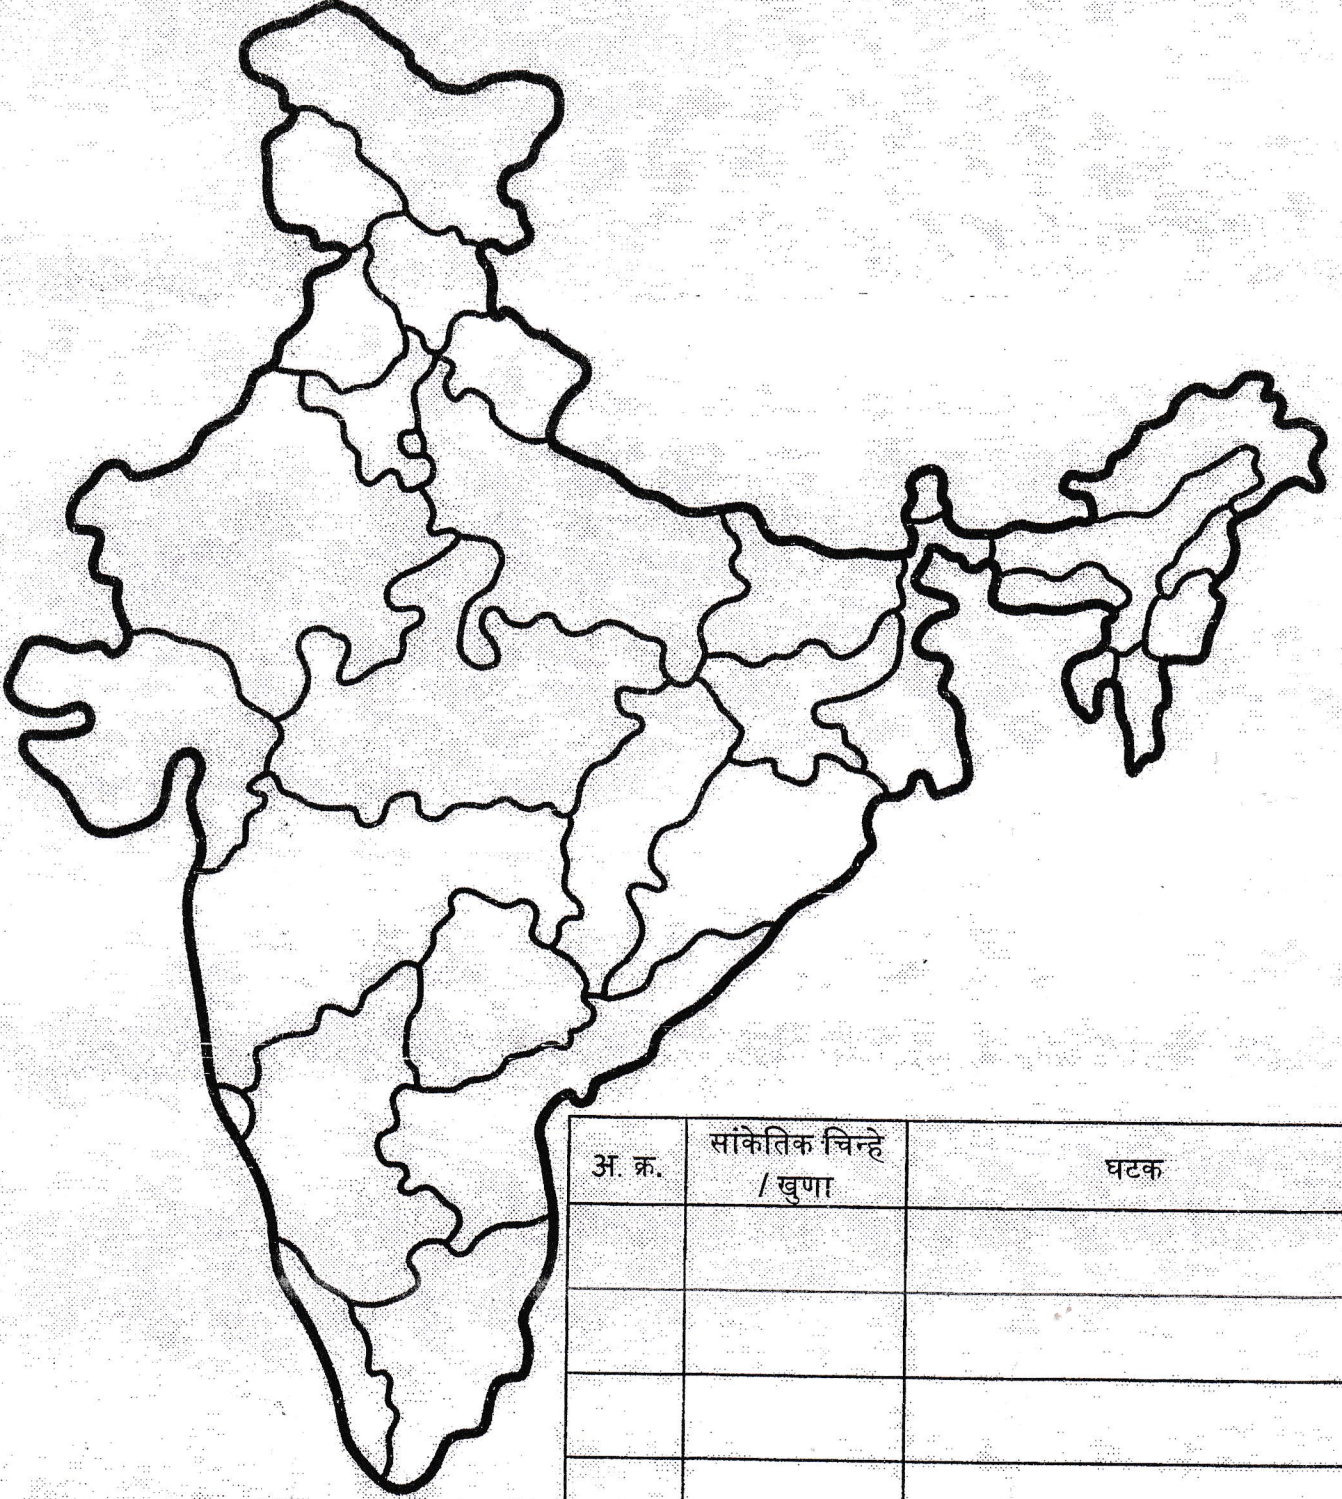 अ. क्र.
सांकेतिक चिन्हे
/ खुणा
घटक